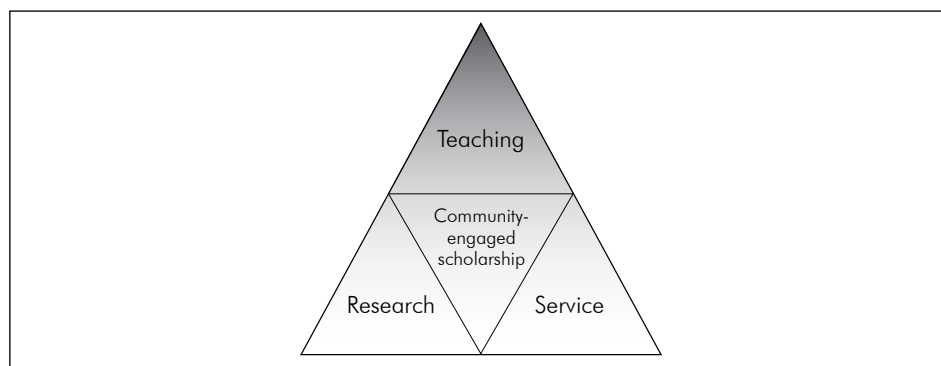 Teaching
Community-
engaged
scholarship
Research
Service